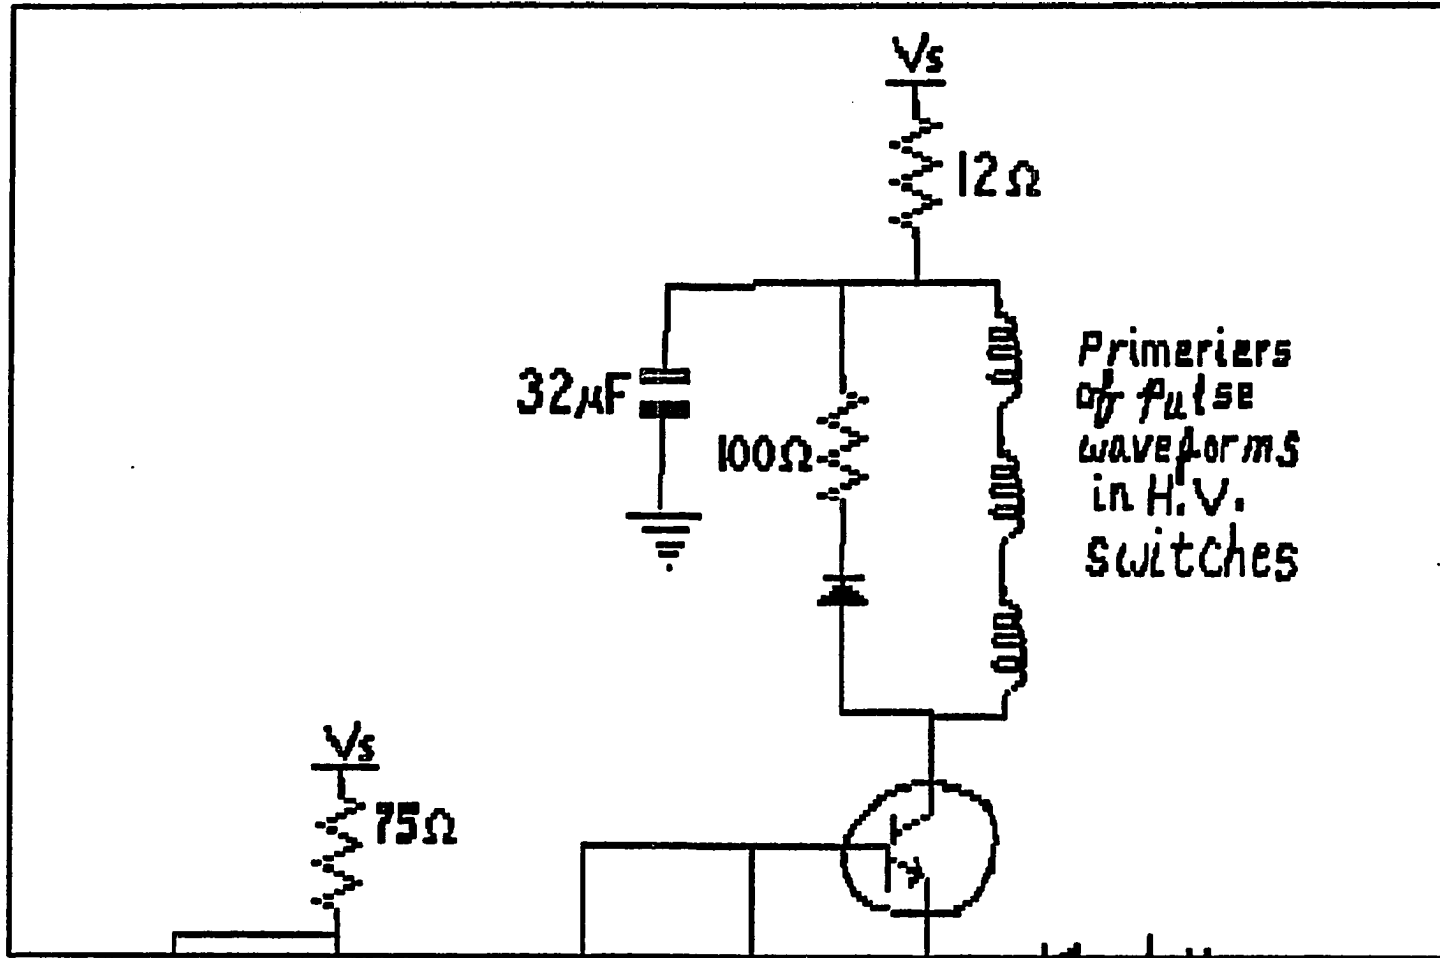 Vs
12Ω
32µF
100Ω
Primeriers
of pulse
waveforms
in H.V.
switches
Vs
75Ω